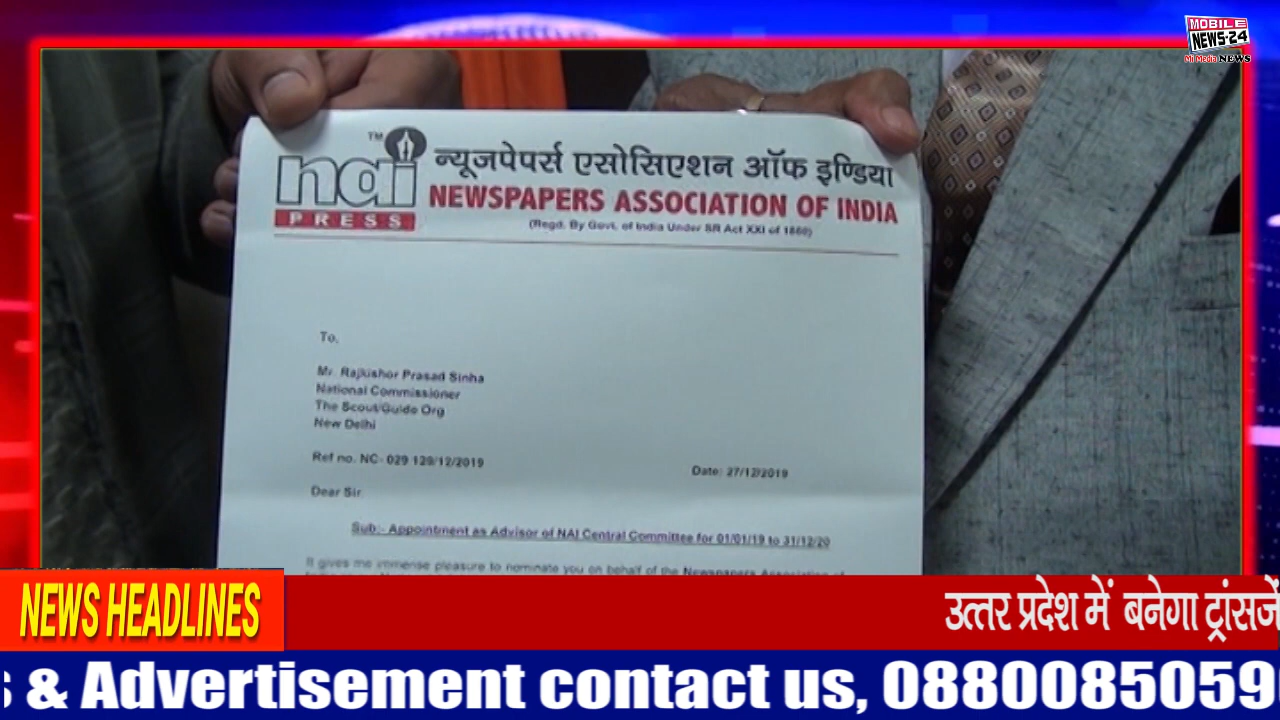 MOBILE
NEWS-24
Mil Media NEWS
TM
nai
PRESS
न्यूजपेपर्स एसोसिएशन ऑफ इण्डिया
NEWSPAPERS ASSOCIATION OF INDIA
(Regd. By Govt. of India Under SR Act XXI of 1860)
To,
Mr. Rajkishor Prasad Sinha
National Commissioner
The Scout/Guide Org
New Delhi
Ref no. NC- 029 129/12/2019
Date: 27/12/2019
Dear Sir,
Sub:- Appointment as Advisor of NAI Central Committee for 01/01/19 to 31/12/20
It gives me immense pleasure to nominate you on behalf of the Newspapers Association of
NEWS HEADLINES
उत्तर प्रदेश में बनेगा ट्रांसजें
s & Advertisement contact us, 0880085059